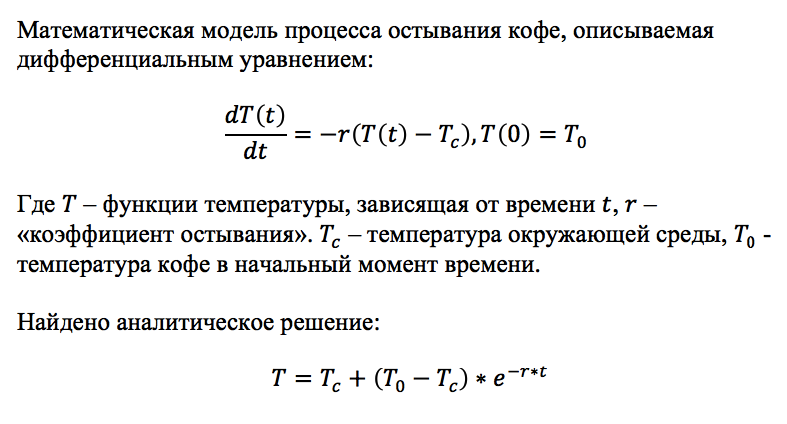 Математическая модель процесса остывания кофе, описываемая
дифференциальным уравнением:
dT(t)/dt = −r(T(t) − T_c), T(0) = T_0
Где T – функции температуры, зависящая от времени t, r –
«коэффициент остывания». T_c – температура окружающей среды, T_0 -
температура кофе в начальный момент времени.
Найдено аналитическое решение:
T = T_c + (T_0 − T_c) ∗ e^{−r∗t}